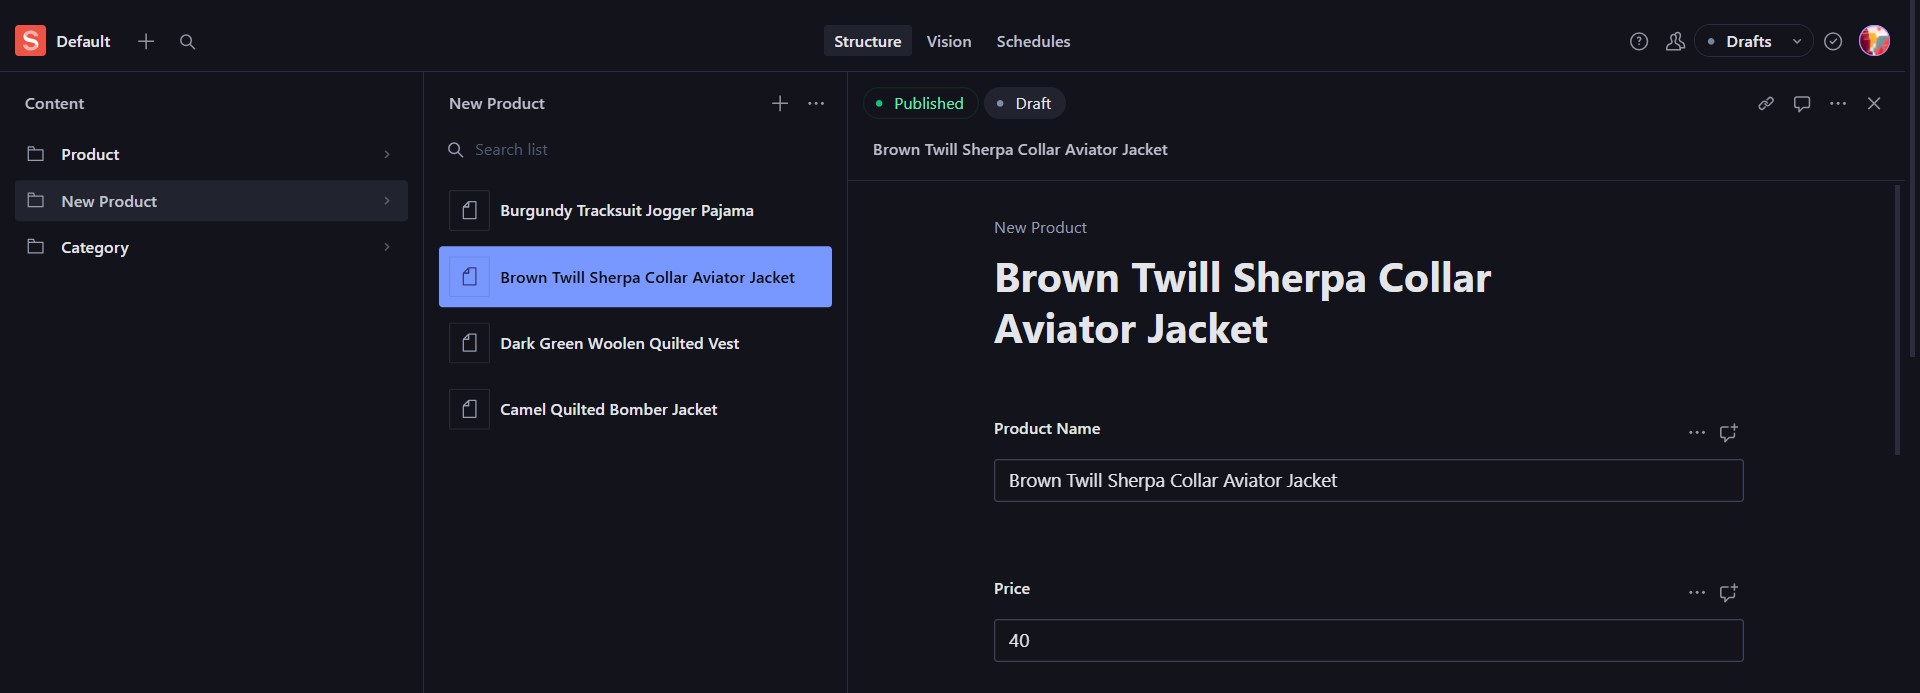 S Default
Structure
Vision
Schedules
Drafts
Content
Product
New Product
Category
New Product
Search list
Burgundy Tracksuit Jogger Pajama
Brown Twill Sherpa Collar Aviator Jacket
Dark Green Woolen Quilted Vest
Camel Quilted Bomber Jacket
Published
Draft
Brown Twill Sherpa Collar Aviator Jacket
New Product
Brown Twill Sherpa Collar
Aviator Jacket
Product Name
Brown Twill Sherpa Collar Aviator Jacket
Price
40